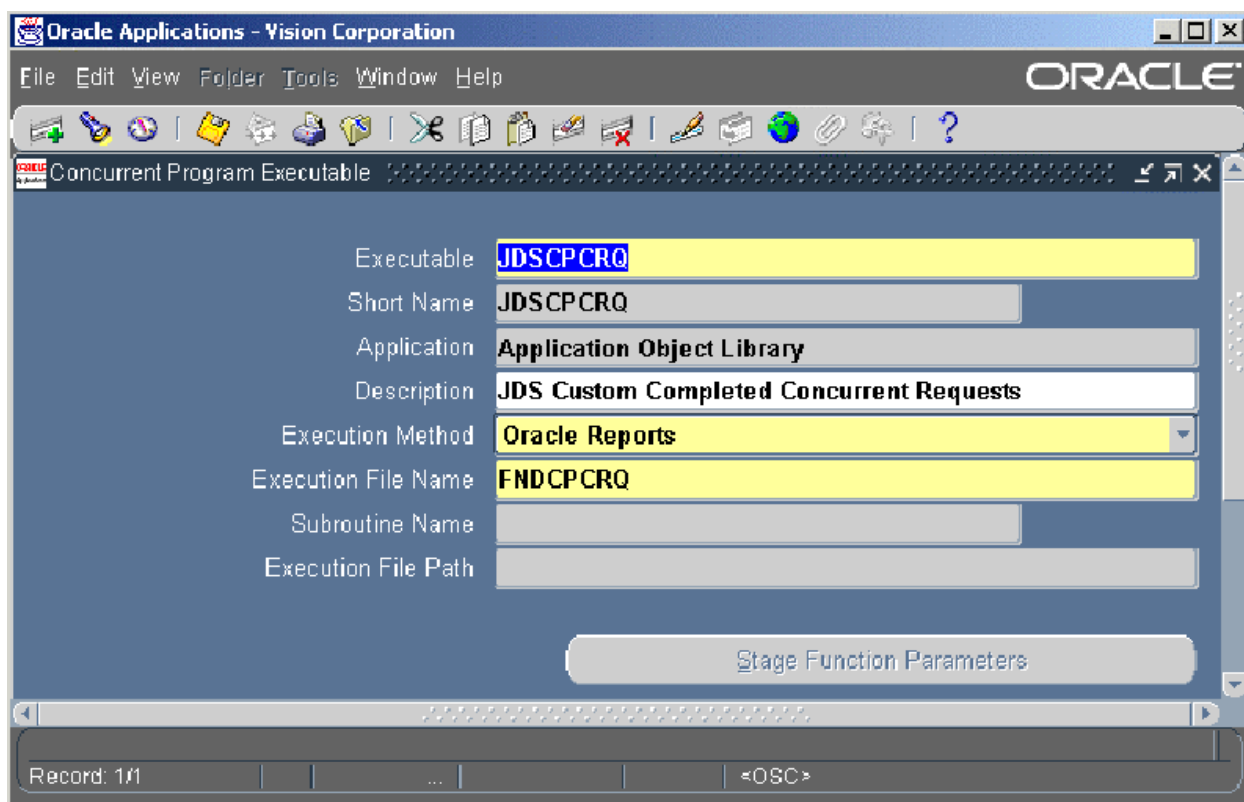 Oracle Applications - Vision Corporation
File Edit View Folder Tools Window Help ORACLE
Concurrent Program Executable
Executable JDSCPCRQ
Short Name JDSCPCRQ
Application Application Object Library
Description JDS Custom Completed Concurrent Requests
Execution Method Oracle Reports
Execution File Name FNDCPCRQ
Subroutine Name
Execution File Path
Stage Function Parameters
Record: 1/1 ... <OSC>